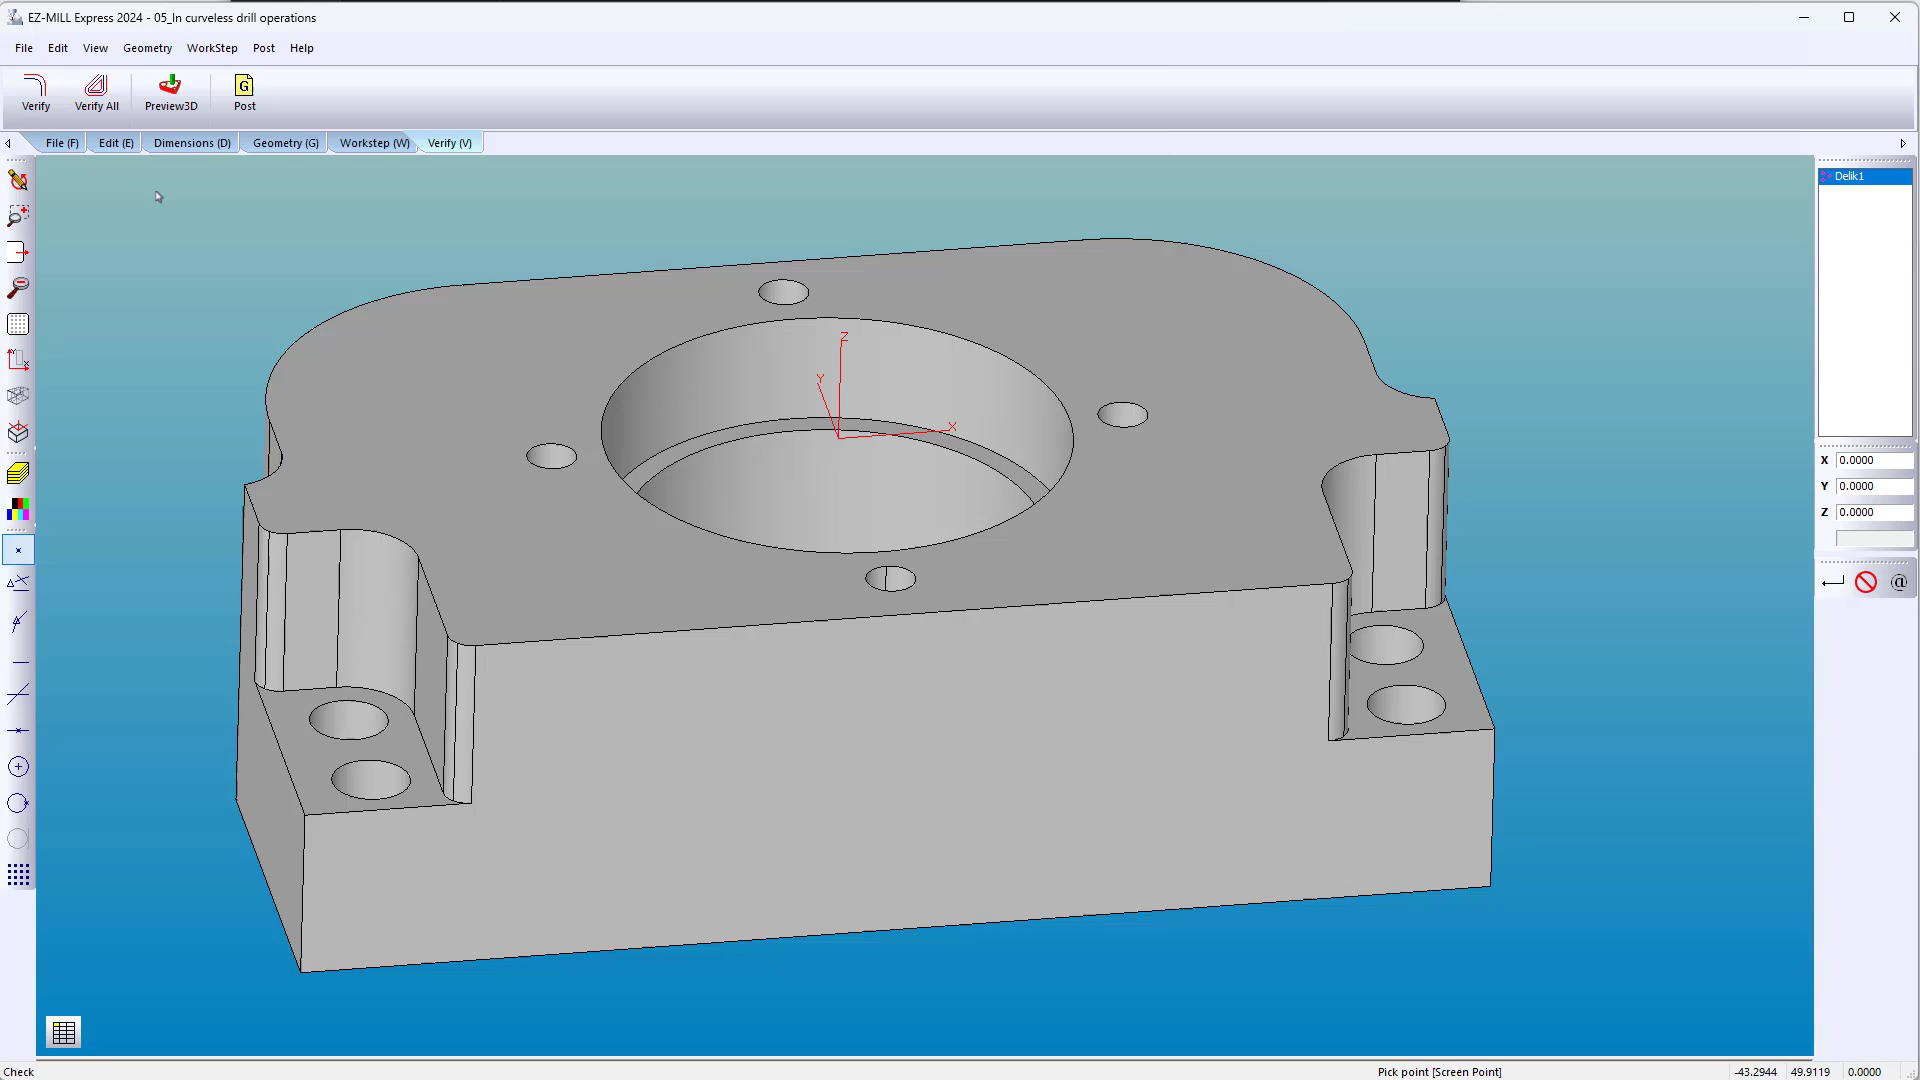 EZ-MILL Express 2024 - 05_In curveless drill operations
File Edit View Geometry WorkStep Post Help
Verify Verify All Preview3D G Post
File (F) Edit (E) Dimensions (D) Geometry (G) Workstep (W) Verify (V)
Delik1
Z
Y
X
X 0.0000
Y 0.0000
Z 0.0000
@
Check Pick point [Screen Point] -43.2944 49.9119 0.0000